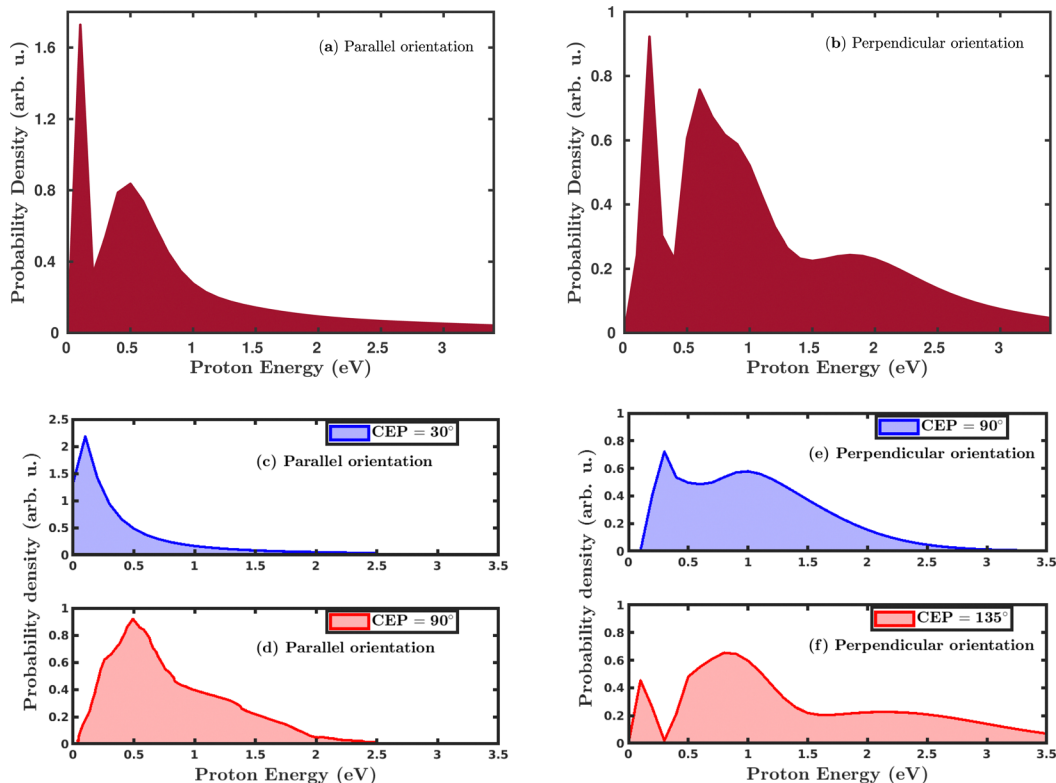 (a) Parallel orientation
Probability Density (arb. u.)
1.6
1.2
0.8
0.4
0
0 0.5 1 1.5 2 2.5 3
Proton Energy (eV)
(b) Perpendicular orientation
Probability Density (arb. u.)
1
0.8
0.6
0.4
0.2
0
0 0.5 1 1.5 2 2.5 3
Proton Energy (eV)
Probability density (arb. u.)
CEP = 30°
(c) Parallel orientation
2.5
2
1.5
1
0.5
0
0 0.5 1 1.5 2 2.5 3 3.5
CEP = 90°
(d) Parallel orientation
1
0.8
0.6
0.4
0.2
0
0 0.5 1 1.5 2 2.5 3 3.5
Proton Energy (eV)
Probability density (arb. u.)
CEP = 90°
(e) Perpendicular orientation
1
0.8
0.6
0.4
0.2
0
0 0.5 1 1.5 2 2.5 3 3.5
CEP = 135°
(f) Perpendicular orientation
1
0.8
0.6
0.4
0.2
0
0 0.5 1 1.5 2 2.5 3 3.5
Proton Energy (eV)